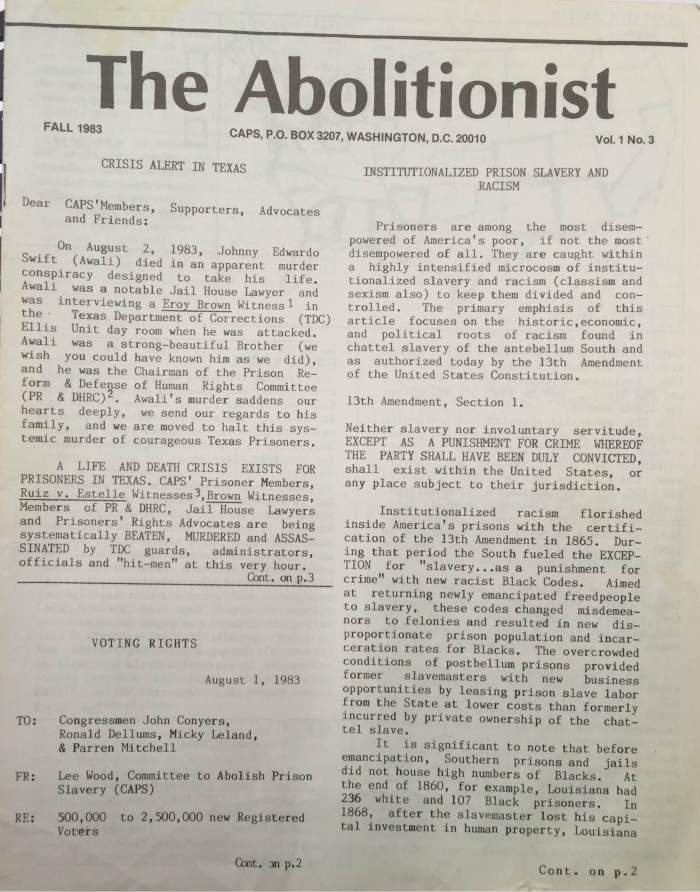 The Abolitionist
FALL 1983
CAPS, P.O. BOX 3207, WASHINGTON, D.C. 20010
Vol. 1 No. 3
CRISIS ALERT IN TEXAS
Dear CAPS'Members, Supporters, Advocates
and Friends:
On August 2, 1983, Johnny Edwardo
Swift (Awali) died in an apparent murder
conspiracy designed to take his life.
Awali was a notable Jail House Lawyer and
was interviewing a Eroy Brown Witness1 in
the Texas Department of Corrections (TDC)
Ellis Unit day room when he was attacked.
Awali was a strong-beautiful Brother (we
wish you could have known him as we did),
and he was the Chairman of the Prison Re-
form & Defense of Human Rights Committee
(PR & DHRC)2. Awali's murder saddens our
hearts deeply, we send our regards to his
family, and we are moved to halt this sys-
temic murder of courageous Texas Prisoners.
A LIFE AND DEATH CRISIS EXISTS FOR
PRISONERS IN TEXAS. CAPS' Prisoner Members,
Ruiz v. Estelle Witnesses3,Brown Witnesses,
Members of PR & DHRC, Jail House Lawyers
and Prisoners' Rights Advocates are being
systematically BEATEN, MURDERED and ASSAS-
SINATED by TDC guards, administrators,
officials and "hit-men" at this very hour.
Cont. on p.3
VOTING RIGHTS
August 1, 1983
TO: Congressmen John Conyers,
Ronald Dellums, Micky Leland,
& Parren Mitchell
FR: Lee Wood, Committee to Abolish Prison
Slavery (CAPS)
RE: 500,000 to 2,500,000 new Registered
Voters
Cont. on p.2
INSTITUTIONALIZED PRISON SLAVERY AND
RACISM
Prisoners are among the most disem-
powered of America's poor, if not the most
disempowered of all. They are caught within
a highly intensified microcosm of institu-
tionalized slavery and racism (classism and
sexism also) to keep them divided and con-
trolled. The primary emphisis of this
article focuses on the historic,economic,
and political roots of racism found in
chattel slavery of the antebellum South and
as authorized today by the 13th Amendment
of the United States Constitution.
13th Amendment, Section 1.
Neither slavery nor involuntary servitude,
EXCEPT AS A PUNISHMENT FOR CRIME WHEREOF
THE PARTY SHALL HAVE BEEN DULY CONVICTED,
shall exist within the United States, or
any place subject to their jurisdiction.
Institutionalized racism florished
inside America's prisons with the certifi-
cation of the 13th Amendment in 1865. Dur-
ing that period the South fueled the EXCEP-
TION for "slavery...as a punishment for
crime" with new racist Black Codes. Aimed
at returning newly emancipated freedpeople
to slavery, these codes changed misdemea-
nors to felonies and resulted in new dis-
proportionate prison population and incar-
ceration rates for Blacks. The overcrowded
conditions of postbellum prisons provided
former slavemasters with new business
opportunities by leasing prison slave labor
from the State at lower costs than formerly
incurred by private ownership of the chat-
tel slave.
It is significant to note that before
emancipation, Southern prisons and jails
did not house high numbers of Blacks. At
the end of 1860, for example, Louisiana had
236 white and 107 Black prisoners. In
1868, after the slavemaster lost his capi-
tal investment in human property, Louisiana
Cont. on p.2